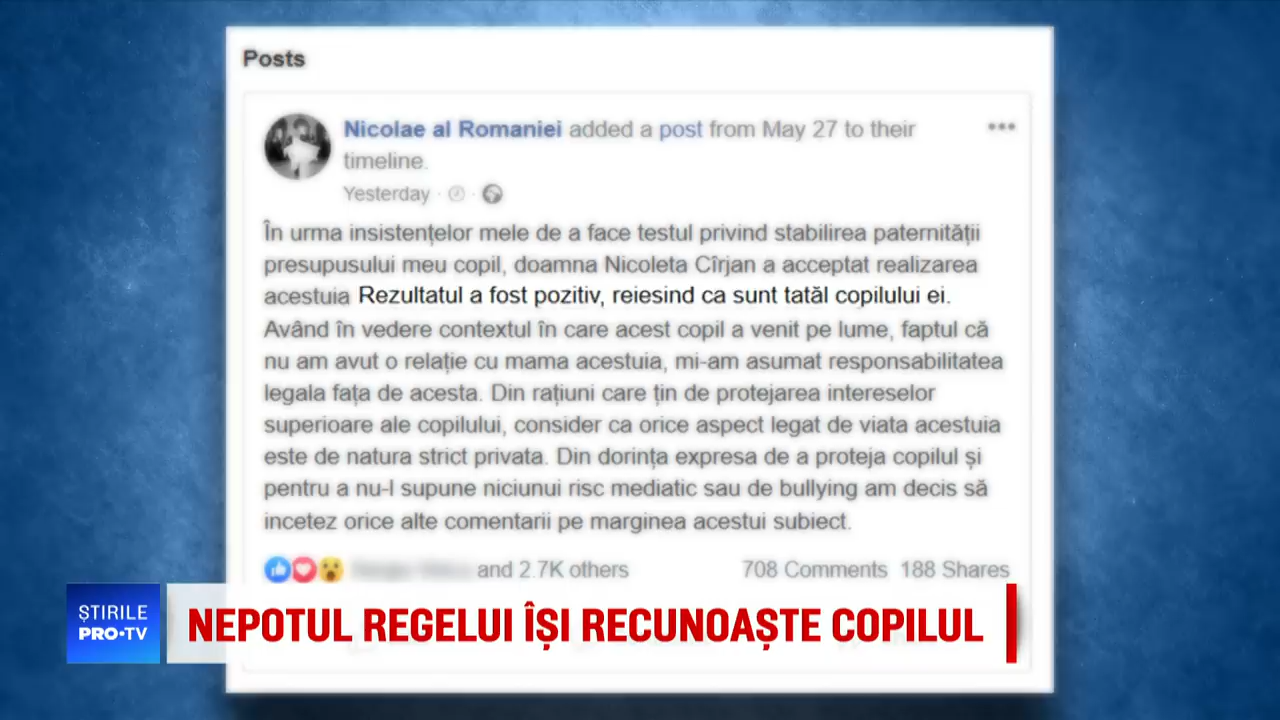 Posts
Nicolae al Romaniei added a post from May 27 to their
timeline.
Yesterday
În urma insistențelor mele de a face testul privind stabilirea paternității
presupusului meu copil, doamna Nicoleta Cîrjan a acceptat realizarea
acestuia Rezultatul a fost pozitiv, reiesind ca sunt tatăl copilului ei.
Având în vedere contextul în care acest copil a venit pe lume, faptul că
nu am avut o relație cu mama acestuia, mi-am asumat responsabilitatea
legala fața de acesta. Din rațiuni care țin de protejarea intereselor
superioare ale copilului, consider ca orice aspect legat de viata acestuia
este de natura strict privata. Din dorința expresa de a proteja copilul și
pentru a nu-l supune niciunui risc mediatic sau de bullying am decis să
incetez orice alte comentarii pe marginea acestui subiect.
and 2.7K others 708 Comments 188 Shares
ȘTIRILE
PRO•TV
NEPOTUL REGELUI ÎȘI RECUNOAȘTE COPILUL